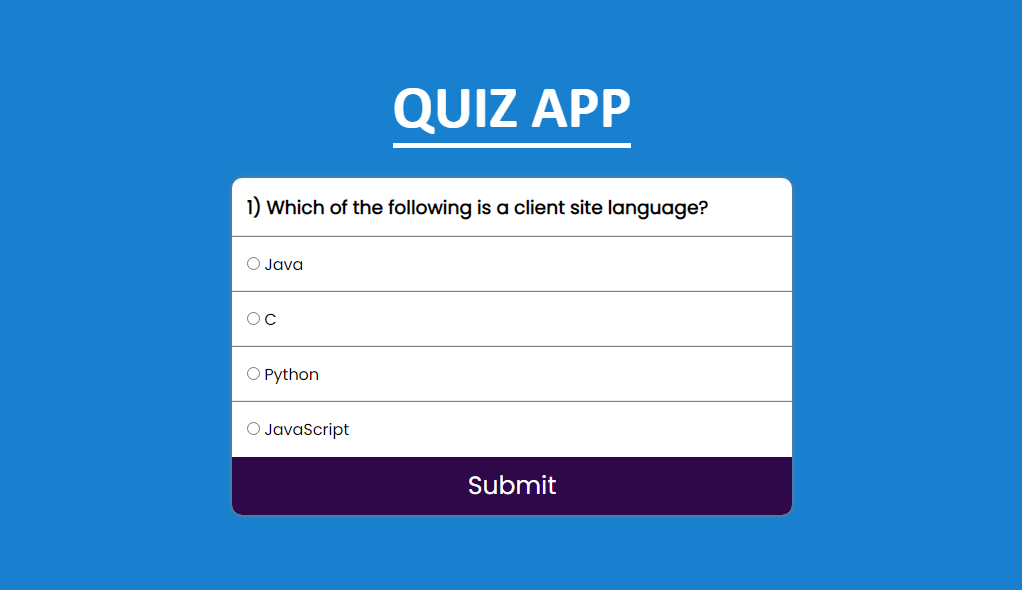 QUIZ APP
1) Which of the following is a client site language?
Java
C
Python
JavaScript
Submit